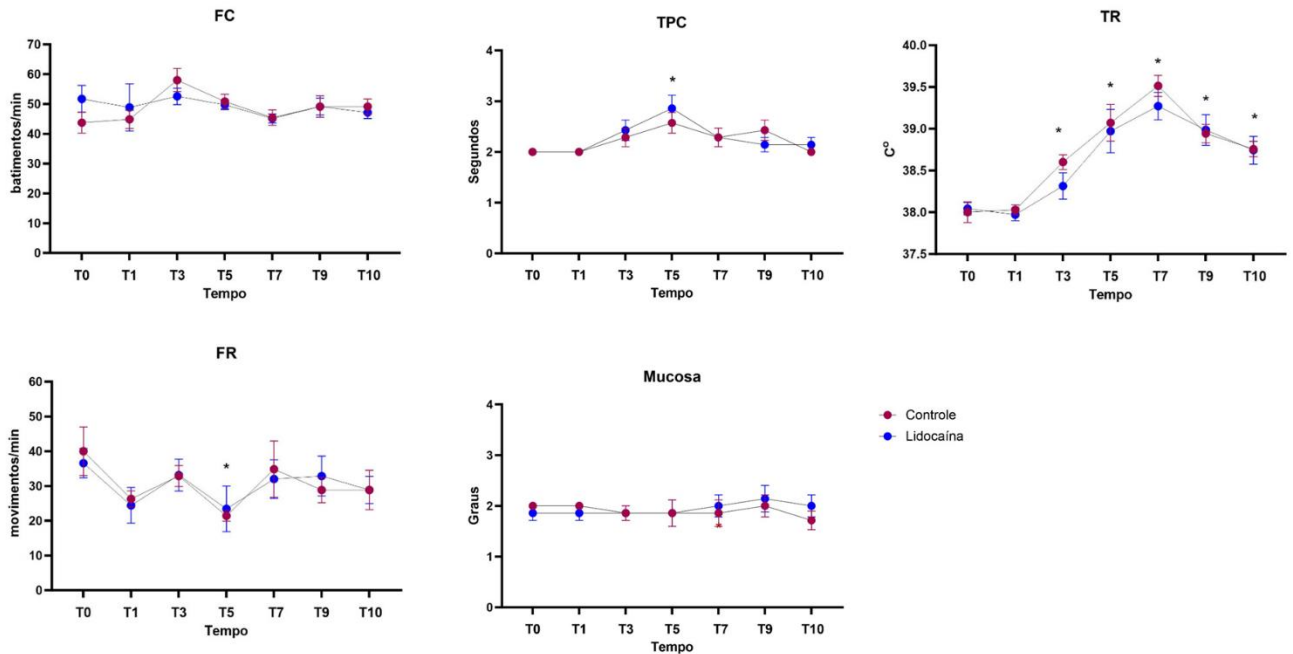 FC
batimentos/min
70
60
50
40
30
20
10
0
T0 T1 T3 T5 T7 T9 T10
Tempo
TPC
Segundos
4
3
2
1
0
*
T0 T1 T3 T5 T7 T9 T10
Tempo
TR
C°
40.0
39.5
39.0
38.5
38.0
37.5
* * * * *
T0 T1 T3 T5 T7 T9 T10
Tempo
FR
movimentos/min
60
50
40
30
20
10
0
*
T0 T1 T3 T5 T7 T9 T10
Tempo
Mucosa
Graus
4
3
2
1
0
*
T0 T1 T3 T5 T7 T9 T10
Tempo
Controle
Lidocaína